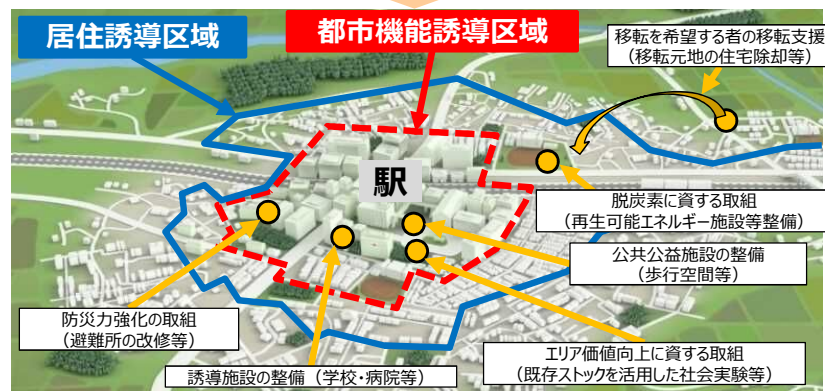 居住誘導区域
都市機能誘導区域
移転を希望する者の移転支援
（移転元地の住宅除却等）
駅
脱炭素に資する取組
（再生可能エネルギー施設等整備）
公共公益施設の整備
（歩行空間等）
防災力強化の取組
（避難所の改修等）
誘導施設の整備（学校・病院等）
エリア価値向上に資する取組
（既存ストックを活用した社会実験等）